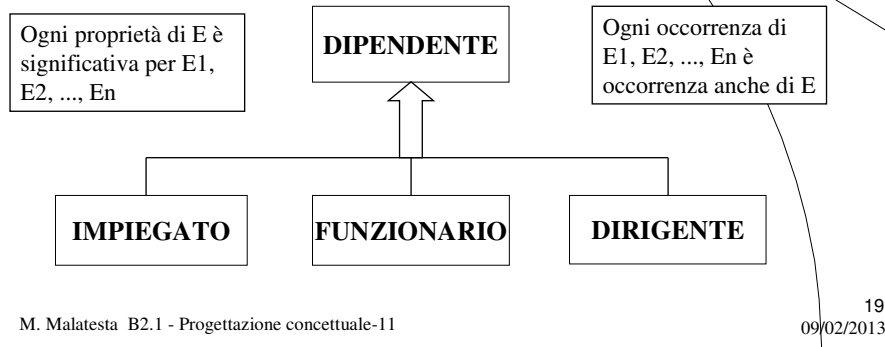 Ogni proprietà di E è
significativa per E1,
E2, ..., En
DIPENDENTE
Ogni occorrenza di
E1, E2, ..., En è
occorrenza anche di E
IMPIEGATO
FUNZIONARIO
DIRIGENTE
M. Malatesta B2.1 - Progettazione concettuale-11
19
09/02/2013